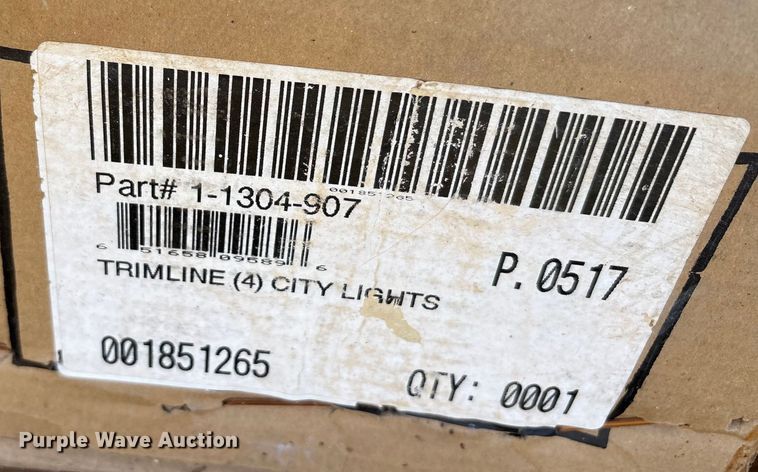 001851265
Part# 1-1304-907
6 51658 09589 6
P. 0517
TRIMLINE (4) CITY LIGHTS
001851265
QTY: 0001
Purple Wave Auction